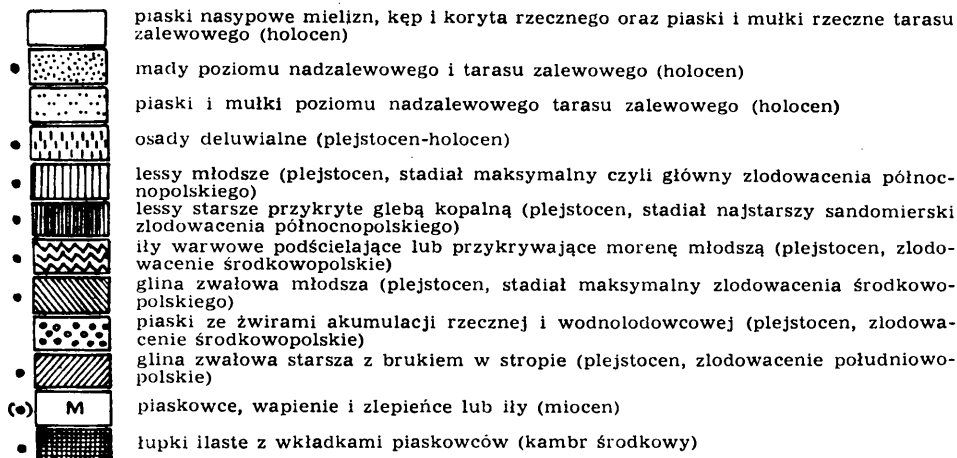 piaski nasypowe mielizn, kęp i koryta rzecznego oraz piaski i mułki rzeczne tarasu
zalewowego (holocen)
mady poziomu nadzalewowego i tarasu zalewowego (holocen)
piaski i mułki poziomu nadzalewowego tarasu zalewowego (holocen)
osady deluwialne (plejstocen-holocen)
lessy młodsze (plejstocen, stadiał maksymalny czyli główny zlodowacenia północ-
nopolskiego)
lessy starsze przykryte glebą kopalną (plejstocen, stadiał najstarszy sandomierski
zlodowacenia północnopolskiego)
iły warwowe podścielające lub przykrywające morenę młodszą (plejstocen, zlodo-
wacenie środkowopolskie)
glina zwałowa młodsza (plejstocen, stadiał maksymalny zlodowacenia środkowo-
polskiego)
piaski ze żwirami akumulacji rzecznej i wodnolodowcowej (plejstocen, zlodowa-
cenie środkowopolskie)
glina zwałowa starsza z brukiem w stropie (plejstocen, zlodowacenie południowo-
polskie)
M piaskowce, wapienie i zlepieńce lub iły (miocen)
łupki ilaste z wkładkami piaskowców (kambr środkowy)